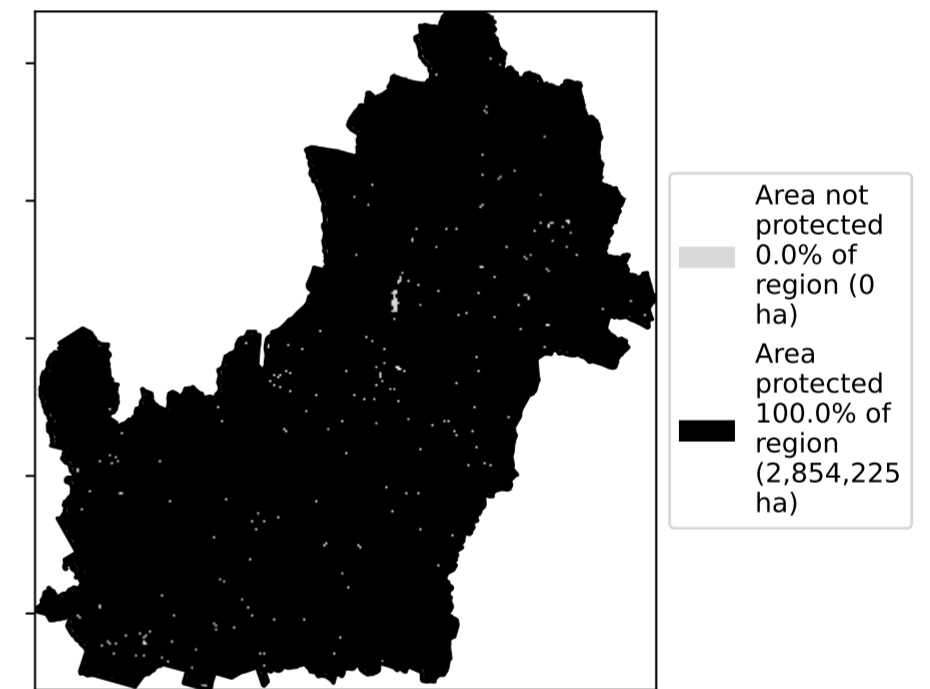 Area not
protected
0.0% of
region (0
ha)
Area
protected
100.0% of
region
(2,854,225
ha)